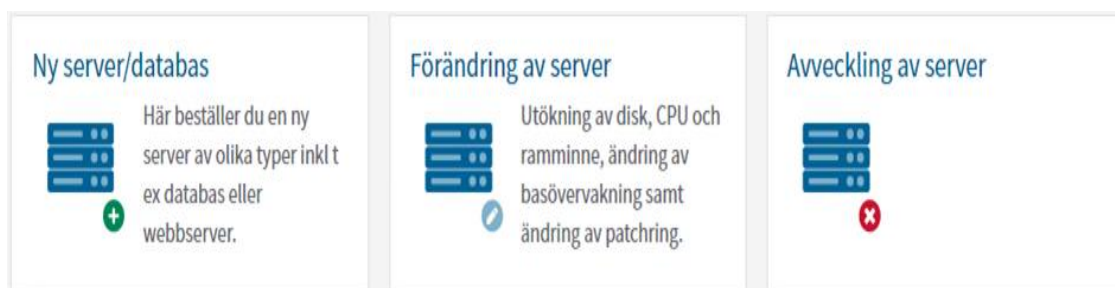 Ny server/databas
Här beställer du en ny
server av olika typer inkl t
ex databas eller
webbserver.
Förändring av server
Utökning av disk, CPU och
ramminne, ändring av
basövervakning samt
ändring av patchring.
Avveckling av server